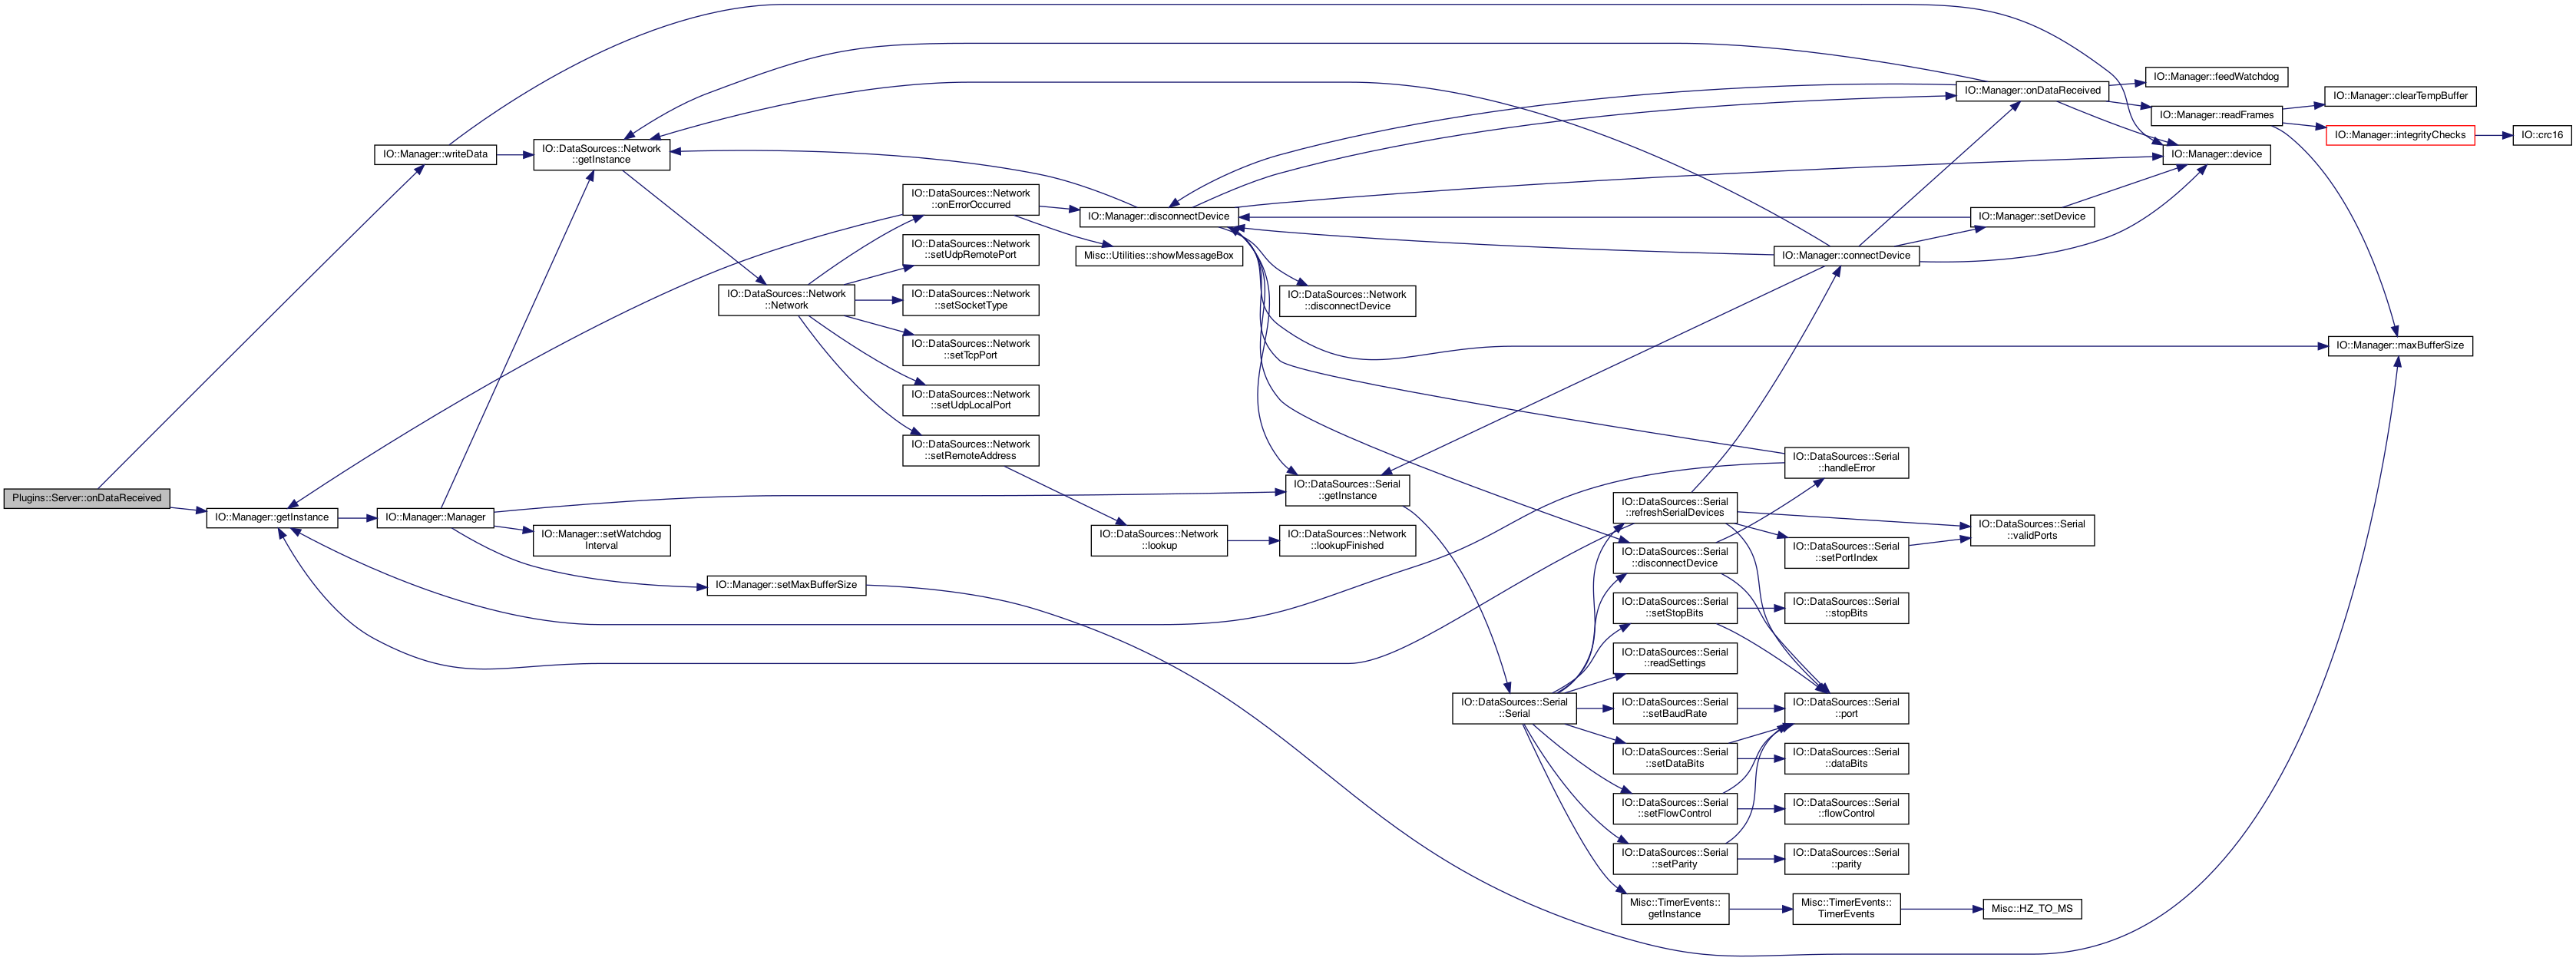 Plugins::Server::onDataReceived
IO::Manager::writeData
IO::Manager::getInstance
IO::Manager::Manager
IO::DataSources::Network
::getInstance
IO::Manager::setWatchdog
Interval
IO::Manager::setMaxBufferSize
IO::DataSources::Network
::Network
IO::DataSources::Network
::onErrorOccurred
IO::DataSources::Network
::setUdpRemotePort
IO::DataSources::Network
::setSocketType
IO::DataSources::Network
::setTcpPort
IO::DataSources::Network
::setUdpLocalPort
IO::DataSources::Network
::setRemoteAddress
IO::Manager::disconnectDevice
Misc::Utilities::showMessageBox
IO::DataSources::Network
::lookup
IO::DataSources::Network
::disconnectDevice
IO::DataSources::Serial
::getInstance
IO::DataSources::Network
::lookupFinished
IO::DataSources::Serial
::Serial
IO::DataSources::Serial
::refreshSerialDevices
IO::DataSources::Serial
::disconnectDevice
IO::DataSources::Serial
::setStopBits
IO::DataSources::Serial
::readSettings
IO::DataSources::Serial
::setBaudRate
IO::DataSources::Serial
::setDataBits
IO::DataSources::Serial
::setFlowControl
IO::DataSources::Serial
::setParity
Misc::TimerEvents::
getInstance
IO::Manager::connectDevice
IO::DataSources::Serial
::handleError
IO::DataSources::Serial
::setPortIndex
IO::DataSources::Serial
::stopBits
IO::DataSources::Serial
::port
IO::DataSources::Serial
::dataBits
IO::DataSources::Serial
::flowControl
IO::DataSources::Serial
::parity
Misc::TimerEvents::
TimerEvents
IO::Manager::onDataReceived
IO::Manager::setDevice
IO::DataSources::Serial
::validPorts
Misc::HZ_TO_MS
IO::Manager::feedWatchdog
IO::Manager::readFrames
IO::Manager::device
IO::Manager::clearTempBuffer
IO::Manager::integrityChecks
IO::Manager::maxBufferSize
IO::crc16